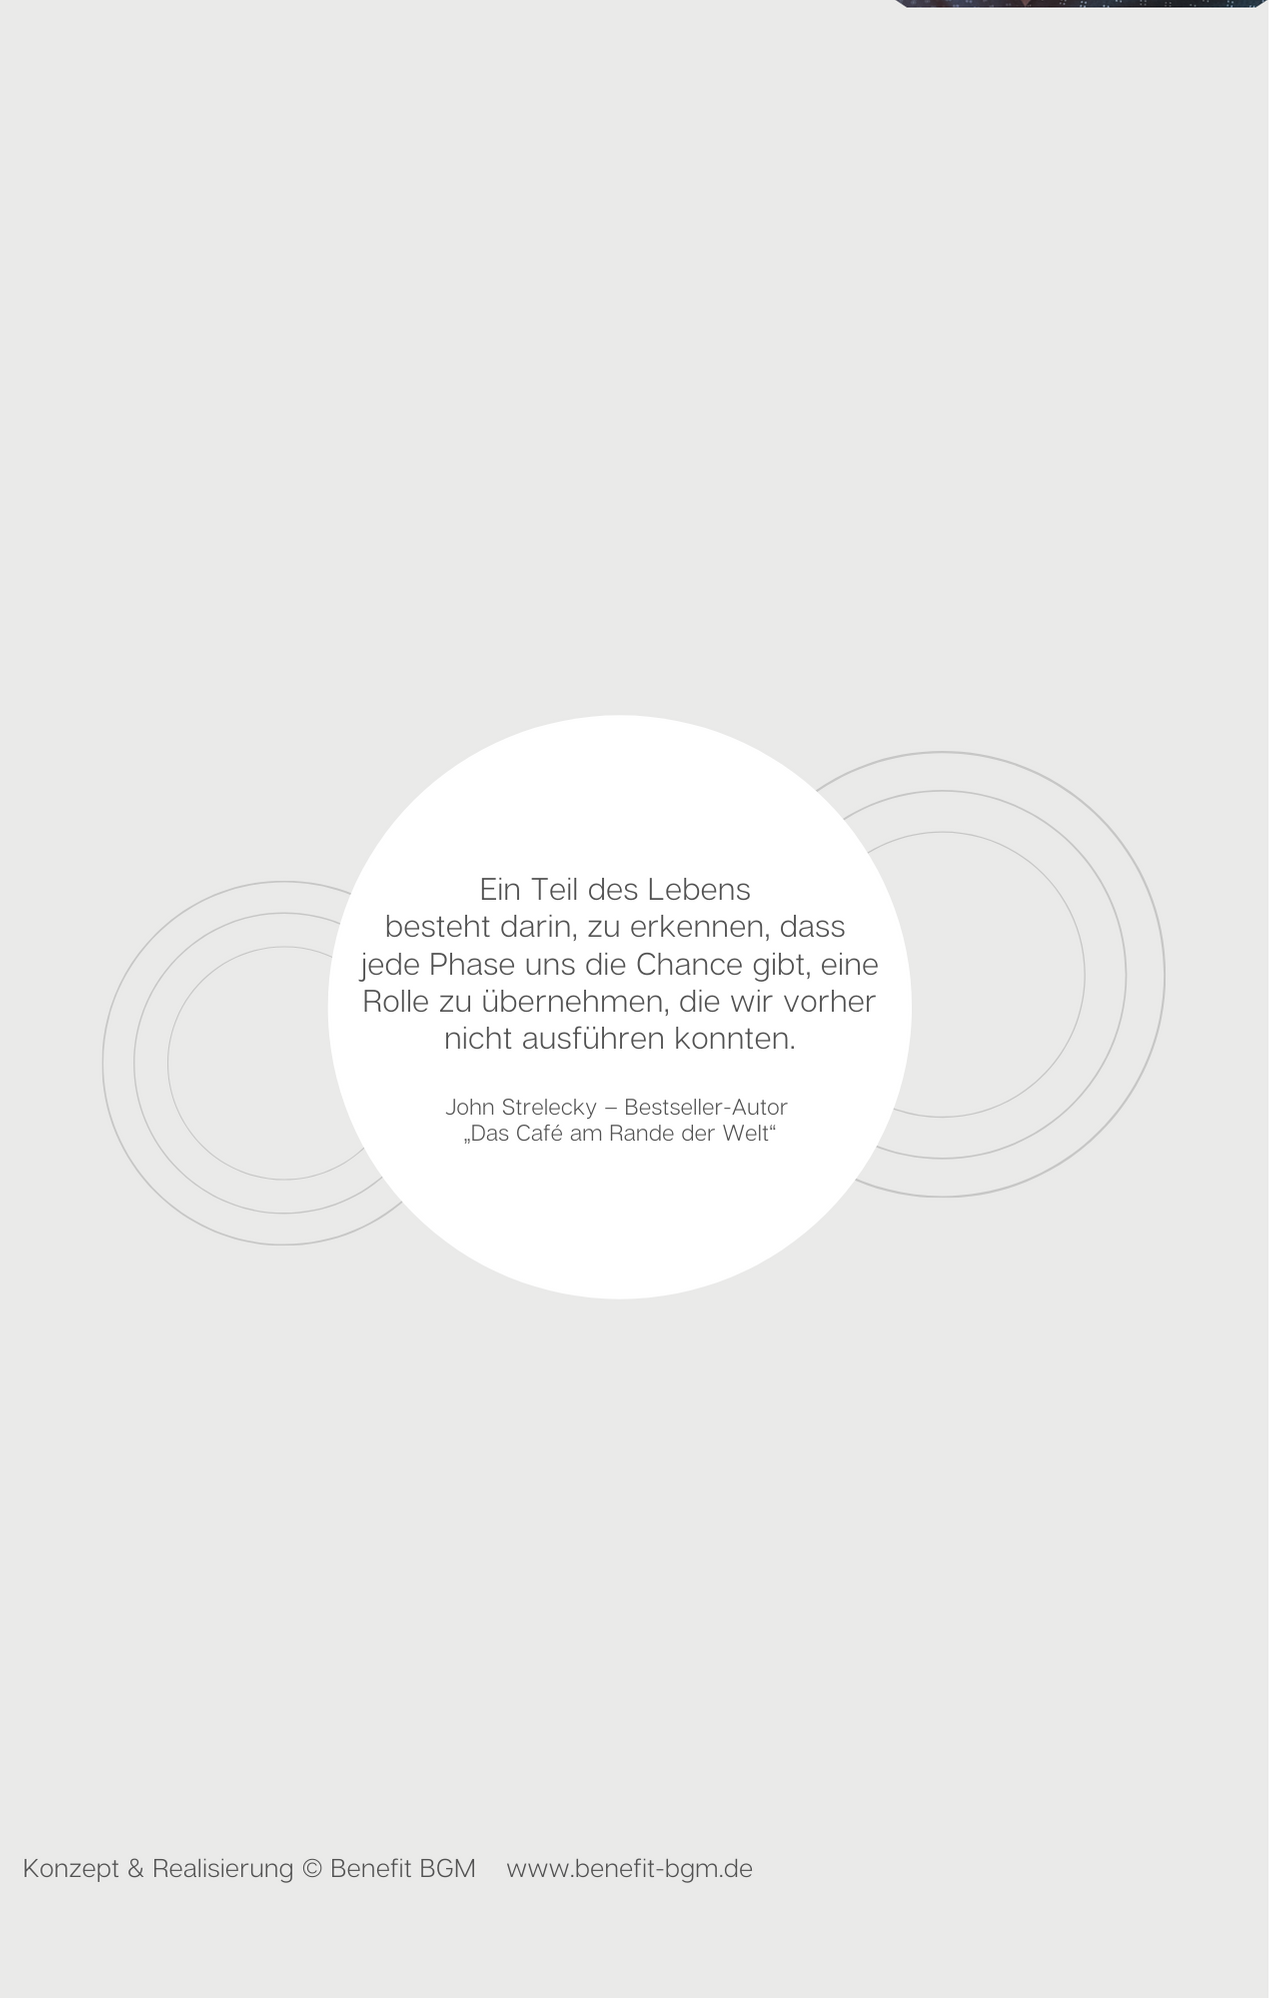 Ein Teil des Lebens
besteht darin, zu erkennen, dass
jede Phase uns die Chance gibt, eine
Rolle zu übernehmen, die wir vorher
nicht ausführen konnten.
John Strelecky – Bestseller-Autor
„Das Café am Rande der Welt“
Konzept & Realisierung © Benefit BGM www.benefit-bgm.de